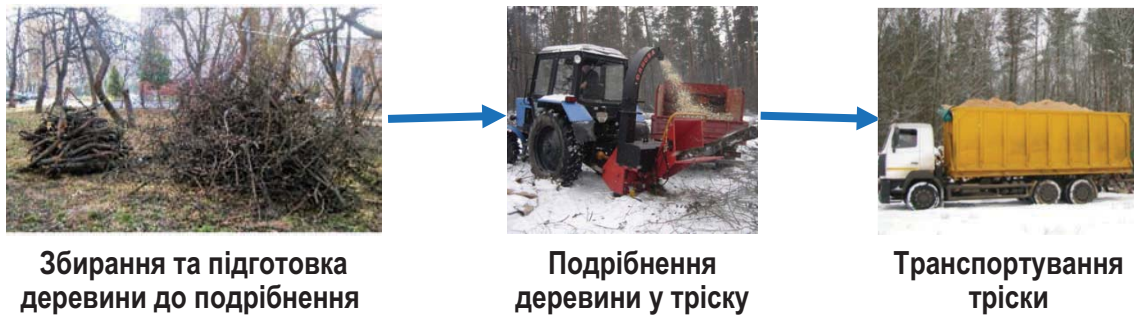 Збирання та підготовка
деревини до подрібнення
Подрібнення
деревини у тріску
Транспортування
тріски